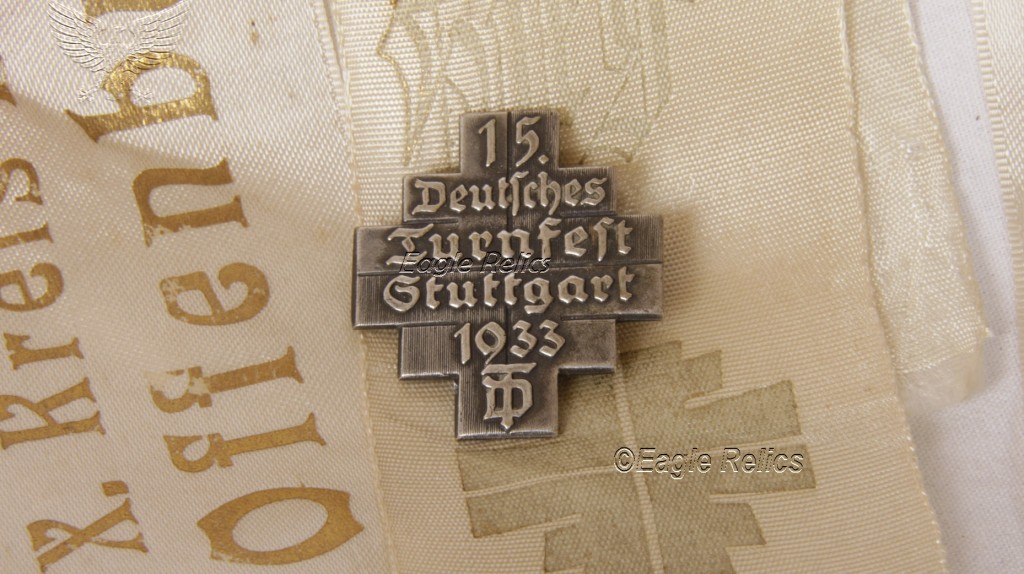 15.
Deutſches
Turnfeſt
Stuttgart
1933
DT
Eagle Relics
©Eagle Relics
X. Kreis
Offenb